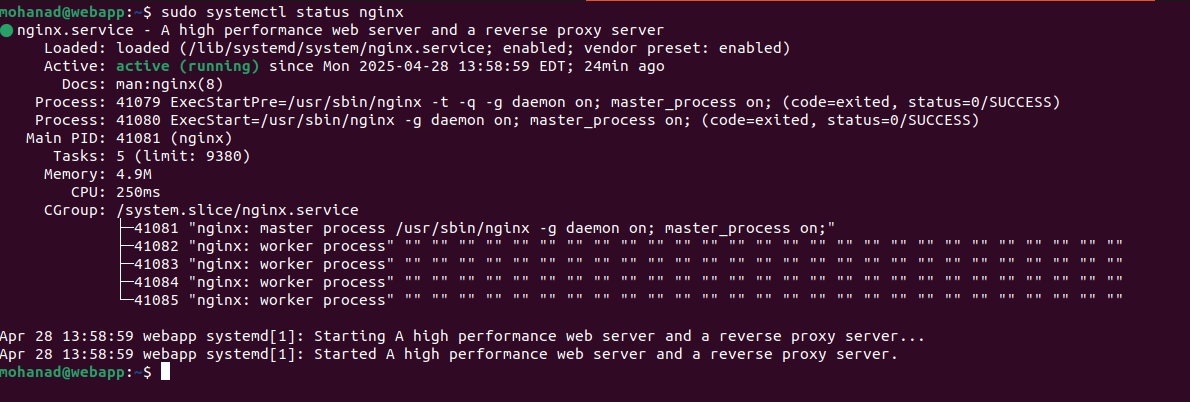 mohanad@webapp:~$ sudo systemctl status nginx
● nginx.service - A high performance web server and a reverse proxy server
     Loaded: loaded (/lib/systemd/system/nginx.service; enabled; vendor preset: enabled)
     Active: active (running) since Mon 2025-04-28 13:58:59 EDT; 24min ago
       Docs: man:nginx(8)
    Process: 41079 ExecStartPre=/usr/sbin/nginx -t -q -g daemon on; master_process on; (code=exited, status=0/SUCCESS)
    Process: 41080 ExecStart=/usr/sbin/nginx -g daemon on; master_process on; (code=exited, status=0/SUCCESS)
   Main PID: 41081 (nginx)
      Tasks: 5 (limit: 9380)
     Memory: 4.9M
        CPU: 250ms
     CGroup: /system.slice/nginx.service
             ├─41081 "nginx: master process /usr/sbin/nginx -g daemon on; master_process on;"
             ├─41082 "nginx: worker process" "" "" "" "" "" "" "" "" "" "" "" "" "" "" "" "" "" "" "" "" "" "" "" "" "" "" ""
             ├─41083 "nginx: worker process" "" "" "" "" "" "" "" "" "" "" "" "" "" "" "" "" "" "" "" "" "" "" "" "" "" "" ""
             ├─41084 "nginx: worker process" "" "" "" "" "" "" "" "" "" "" "" "" "" "" "" "" "" "" "" "" "" "" "" "" "" "" ""
             └─41085 "nginx: worker process" "" "" "" "" "" "" "" "" "" "" "" "" "" "" "" "" "" "" "" "" "" "" "" "" "" "" ""

Apr 28 13:58:59 webapp systemd[1]: Starting A high performance web server and a reverse proxy server...
Apr 28 13:58:59 webapp systemd[1]: Started A high performance web server and a reverse proxy server.
mohanad@webapp:~$